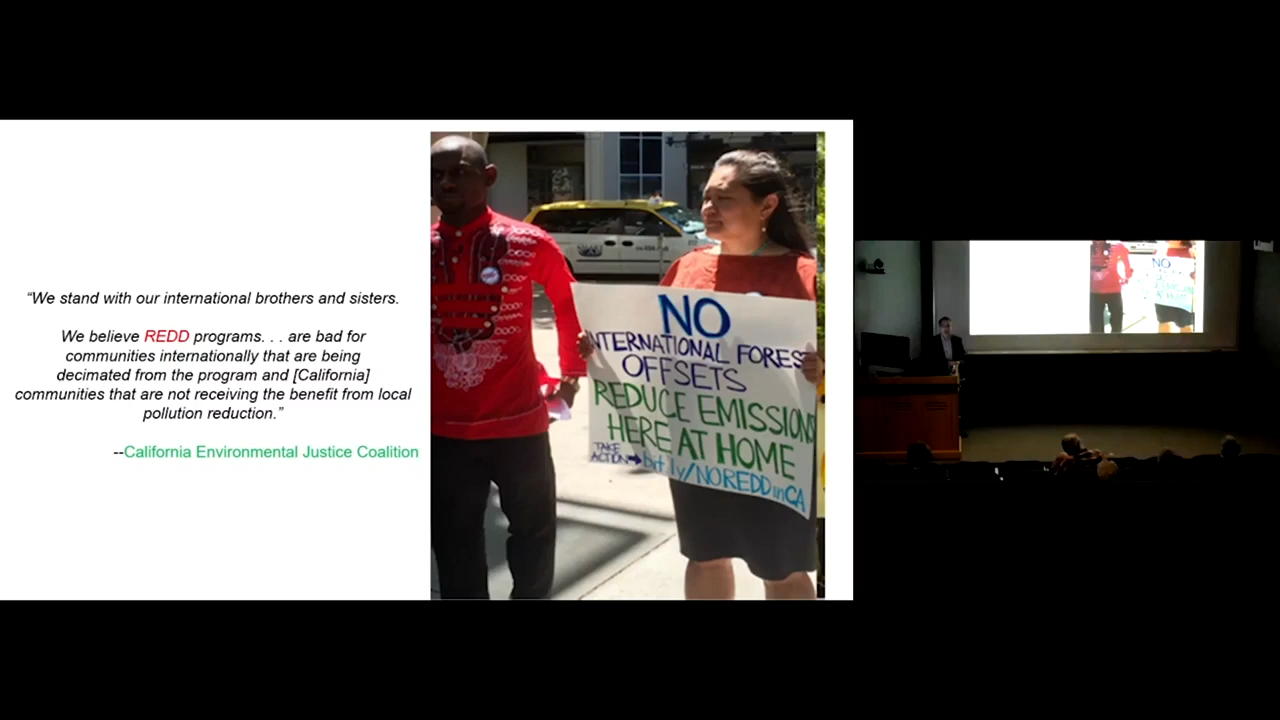 “We stand with our international brothers and sisters.
We believe REDD programs. . . are bad for
communities internationally that are being
decimated from the program and [California]
communities that are not receiving the benefit from local
pollution reduction.”
--California Environmental Justice Coalition
NO
INTERNATIONAL FOREST
OFFSETS
REDUCE EMISSIONS
HERE AT HOME
TAKE
ACTION→bit.ly/NOREDDinCA